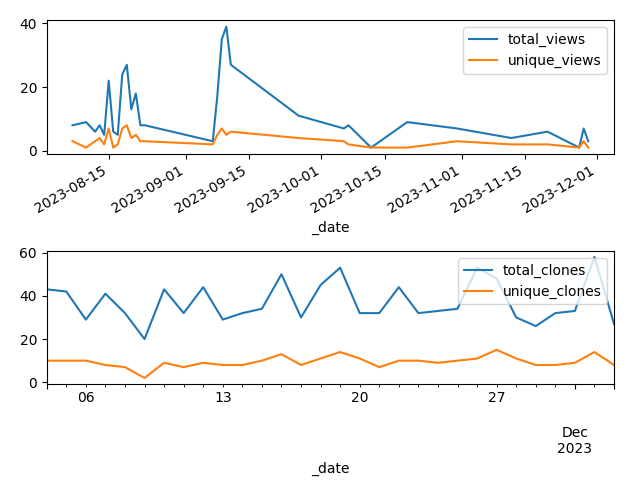 40
20
0
total_views
unique_views
2023-08-15
2023-09-01
2023-09-15
2023-10-01
2023-10-15
2023-11-01
2023-11-15
2023-12-01
_date
60
40
20
0
total_clones
unique_clones
06
13
20
27
Dec
2023
_date